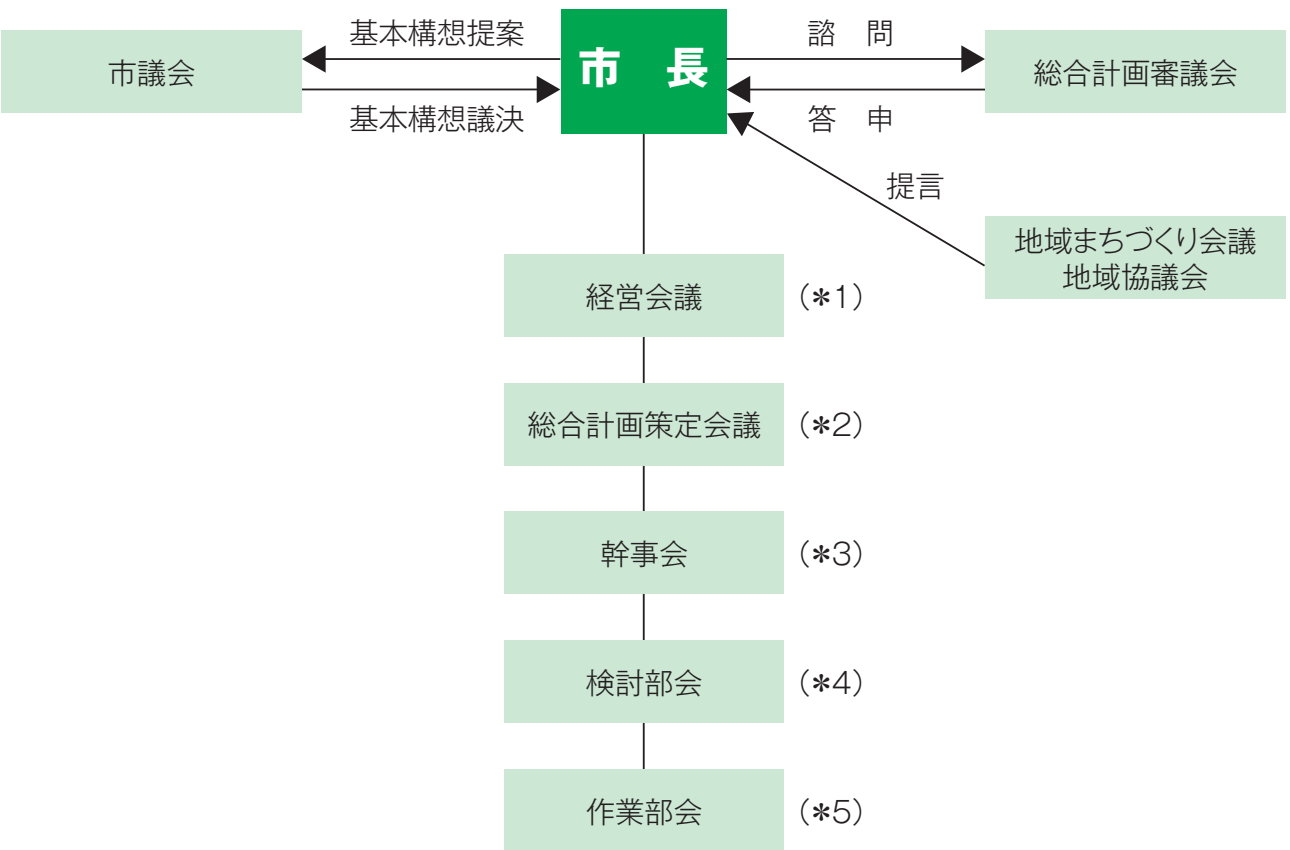 基本構想提案
市議会
基本構想議決
市　長
諮　問
総合計画審議会
答　申
提言
地域まちづくり会議
地域協議会
経営会議
（＊1）
総合計画策定会議
（＊2）
幹事会
（＊3）
検討部会
（＊4）
作業部会
（＊5）